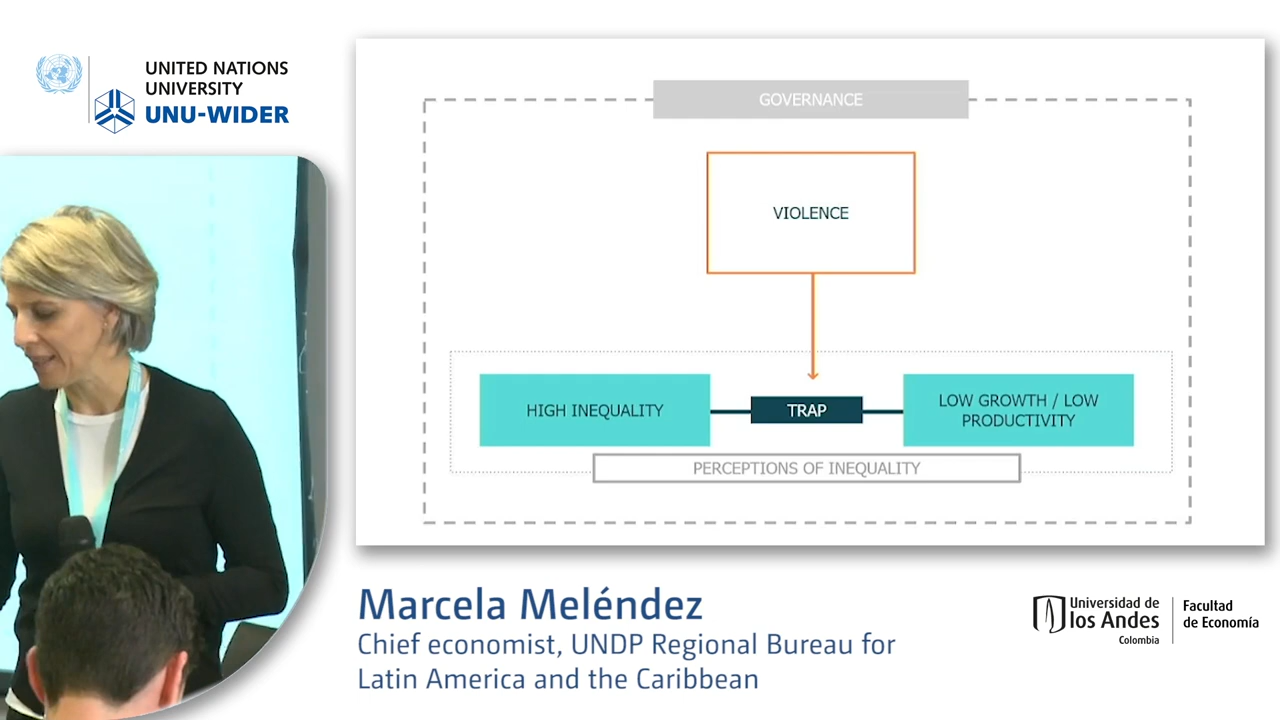 UNITED NATIONS
UNIVERSITY
UNU-WIDER
GOVERNANCE
VIOLENCE
HIGH INEQUALITY
TRAP
LOW GROWTH / LOW
PRODUCTIVITY
PERCEPTIONS OF INEQUALITY
Marcela Meléndez
Chief economist, UNDP Regional Bureau for
Latin America and the Caribbean
Universidad de
los Andes
Colombia
Facultad
de Economía